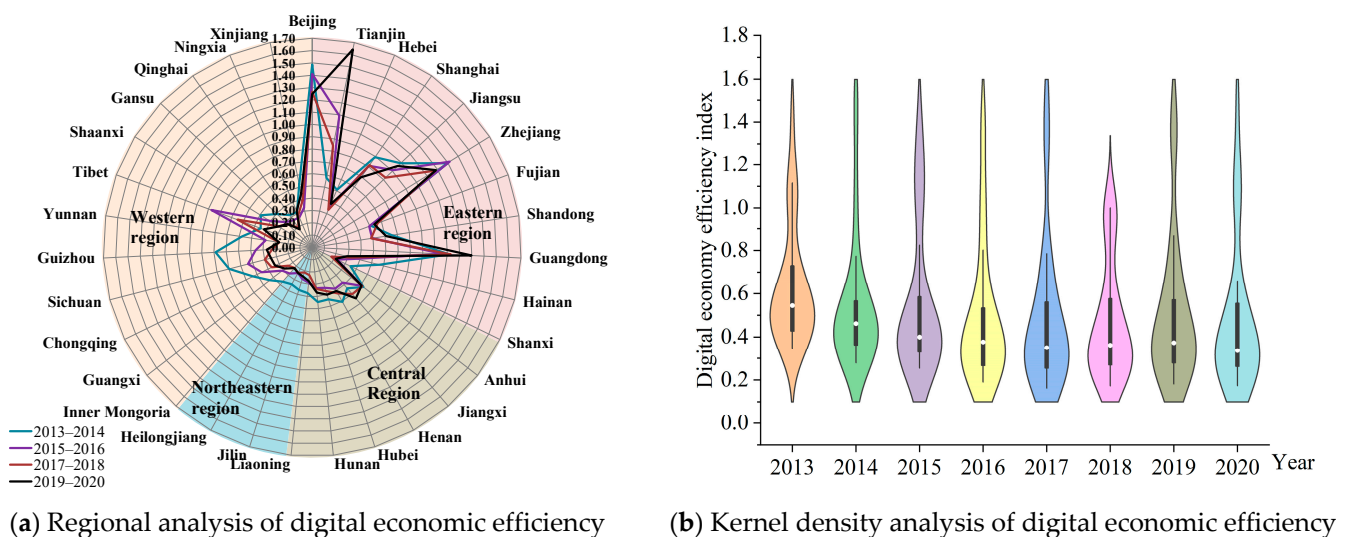 Beijing
Tianjin
Hebei
Shanghai
Jiangsu
Zhejiang
Fujian
Shandong
Guangdong
Hainan
Shanxi
Anhui
Jiangxi
Henan
Hubei
Hunan
Liaoning
Jilin
Heilongjiang
Inner Mongoria
Guangxi
Chongqing
Sichuan
Guizhou
Yunnan
Tibet
Shaanxi
Gansu
Qinghai
Ningxia
Xinjiang
1.70
1.60
1.50
1.40
1.30
1.20
1.10
1.00
0.90
0.80
0.70
0.60
0.50
0.40
0.30
0.20
0.10
0.00
Western
region
Eastern
region
Central
Region
Northeastern
region
2013–2014
2015–2016
2017–2018
2019–2020
(a) Regional analysis of digital economic efficiency
Digital economy efficiency index
1.8
1.6
1.4
1.2
1.0
0.8
0.6
0.4
0.2
0.0
2013 2014 2015 2016 2017 2018 2019 2020 Year
(b) Kernel density analysis of digital economic efficiency